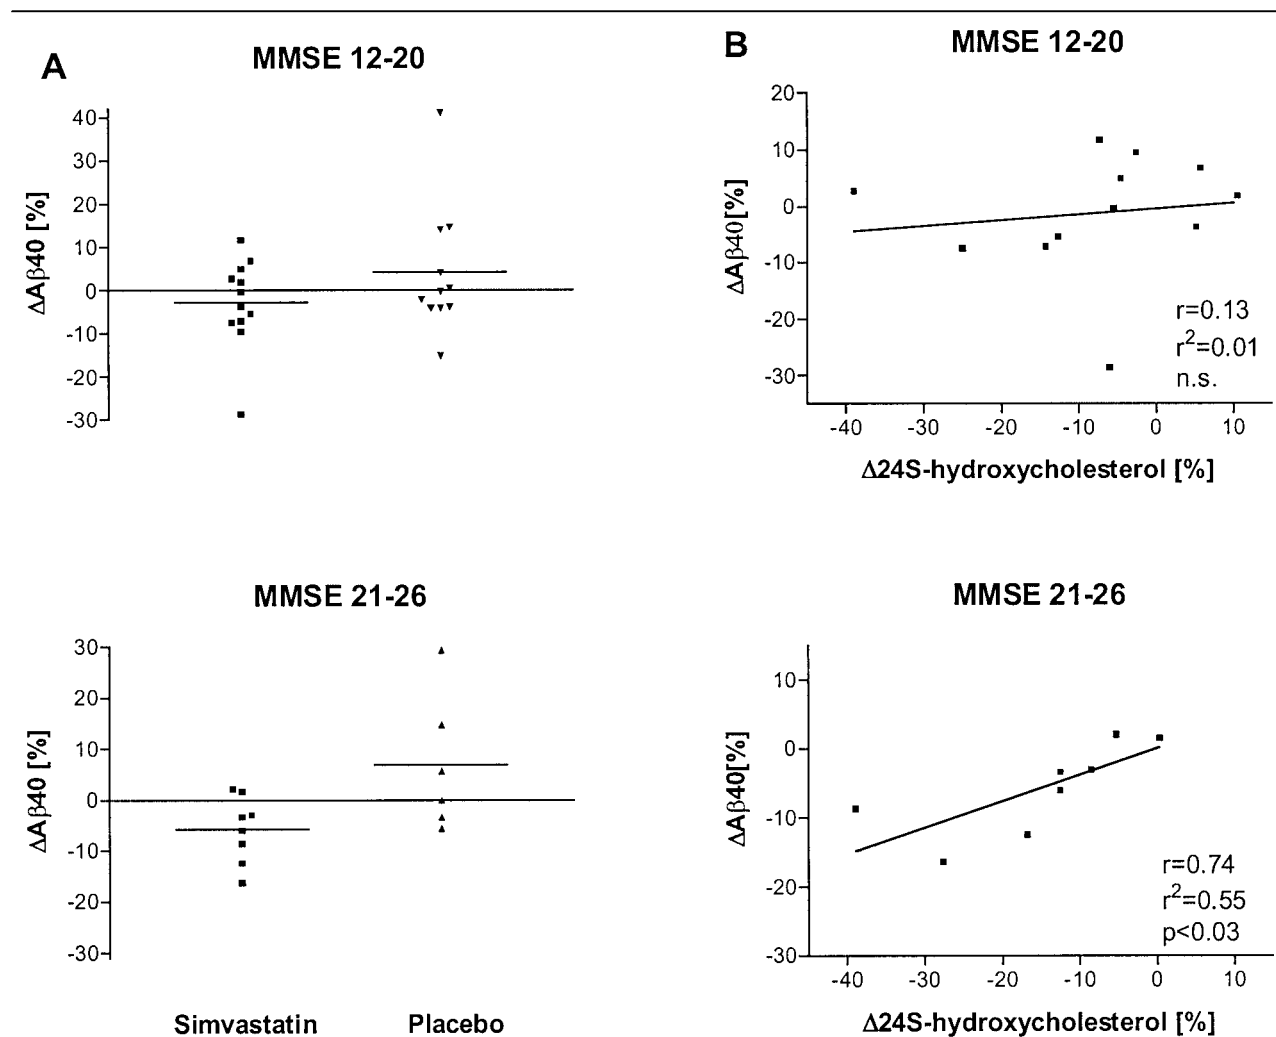 A
MMSE 12-20
40
30
20
10
0
-10
-20
-30
ΔAβ40 [%]
B
MMSE 12-20
20
10
0
-10
-20
-30
ΔAβ40[%]
r=0.13
r²=0.01
n.s.
-40 -30 -20 -10 0 10
Δ24S-hydroxycholesterol [%]
MMSE 21-26
30
20
10
0
-10
-20
-30
ΔAβ40 [%]
Simvastatin Placebo
MMSE 21-26
10
0
-10
-20
-30
ΔAβ40[%]
r=0.74
r²=0.55
p<0.03
-40 -30 -20 -10 0 10
Δ24S-hydroxycholesterol [%]